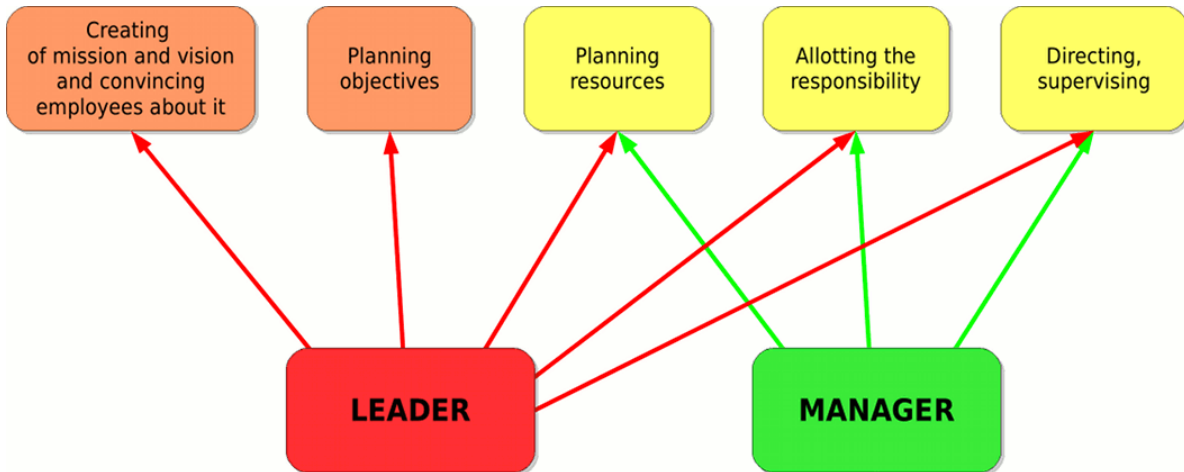 Creating
of mission and vision
and convincing
employees about it
Planning
objectives
Planning
resources
Allotting the
responsibility
Directing,
supervising
LEADER
MANAGER